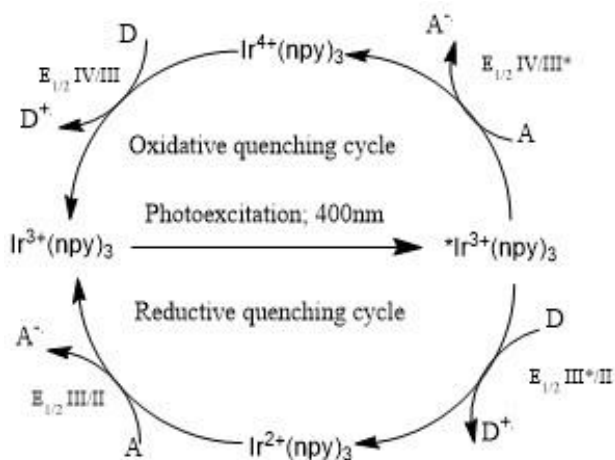 D
Ir⁴⁺(npy)₃
A⁻·
E₁/₂ IV/III
E₁/₂ IV/III*
D⁺·
A
Oxidative quenching cycle
Photoexcitation; 400nm
Ir³⁺(npy)₃
*Ir³⁺(npy)₃
Reductive quenching cycle
D
A⁻·
E₁/₂ III*/II
E₁/₂ III/II
D⁺·
A
Ir²⁺(npy)₃